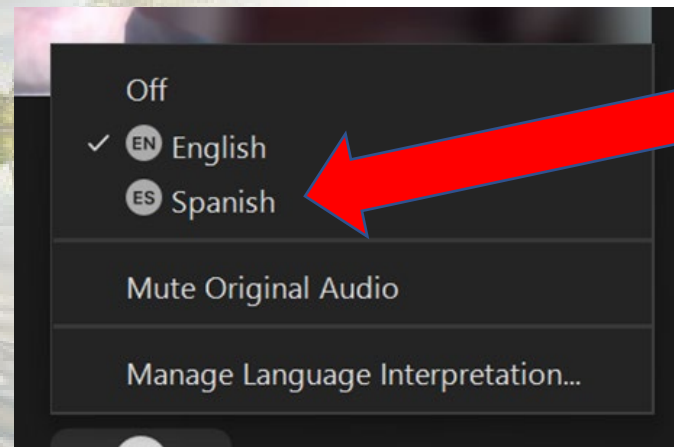 Off
EN English
ES Spanish
Mute Original Audio
Manage Language Interpretation...